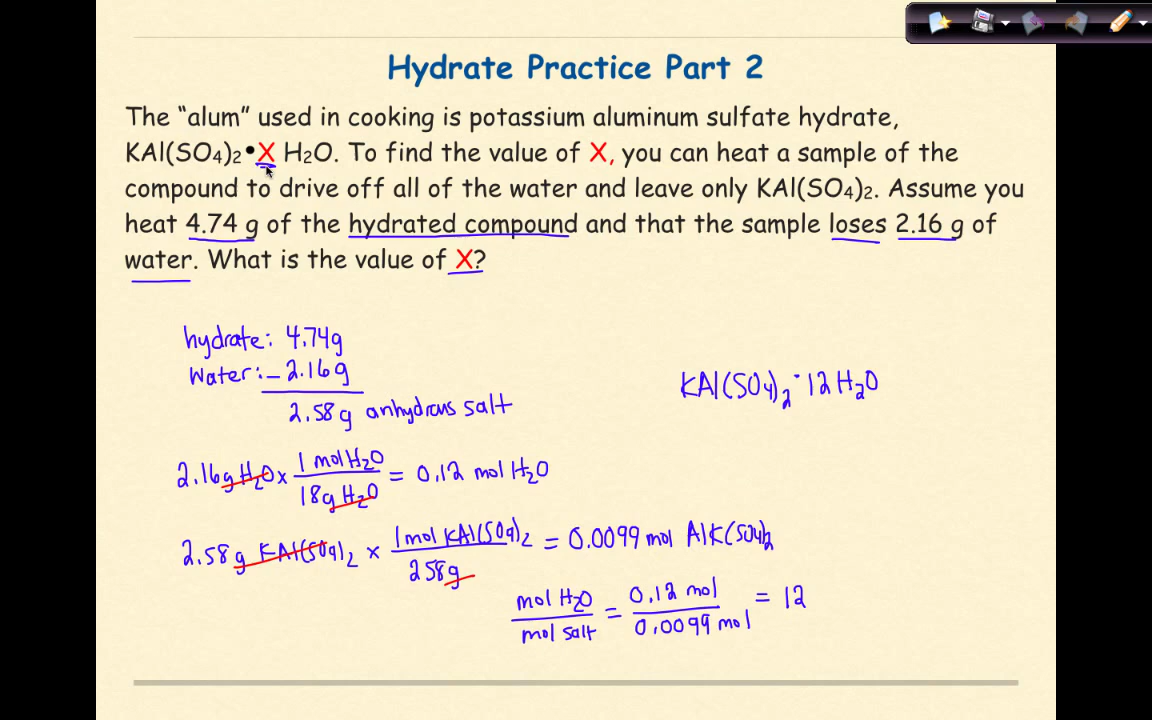 Hydrate Practice Part 2
The “alum” used in cooking is potassium aluminum sulfate hydrate,
KAl(SO4)2•X H2O. To find the value of X, you can heat a sample of the
compound to drive off all of the water and leave only KAl(SO4)2. Assume you
heat 4.74 g of the hydrated compound and that the sample loses 2.16 g of
water. What is the value of X?
hydrate: 4.74g
Water: - 2.16g
2.58g anhydrous salt
KAl(SO4)2 · 12 H2O
2.16g H2O x 1 mol H2O / 18g H2O = 0.12 mol H2O
2.58g KAl(SO4)2 x 1mol KAl(SO4)2 / 258g = 0.0099 mol AlK(SO4)2
mol H2O / mol salt = 0.12 mol / 0.0099 mol = 12